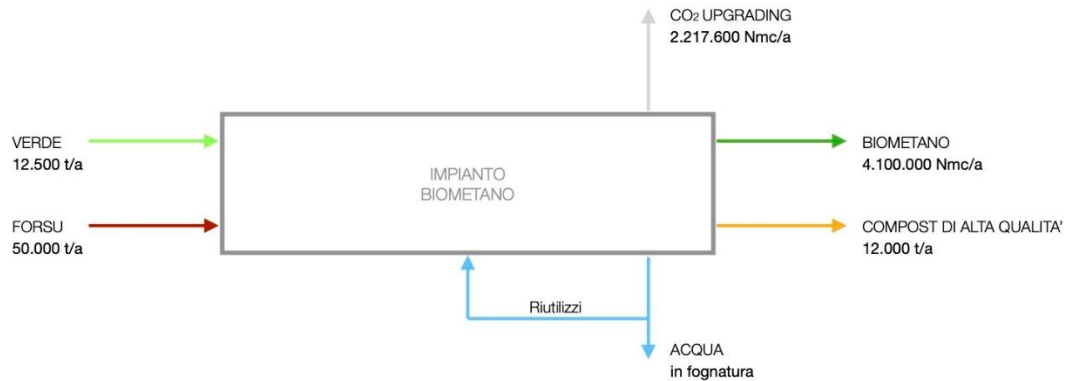 CO₂ UPGRADING
2.217.600 Nmc/a
VERDE
12.500 t/a
IMPIANTO
BIOMETANO
BIOMETANO
4.100.000 Nmc/a
FORSU
50.000 t/a
COMPOST DI ALTA QUALITA'
12.000 t/a
Riutilizzi
ACQUA
in fognatura